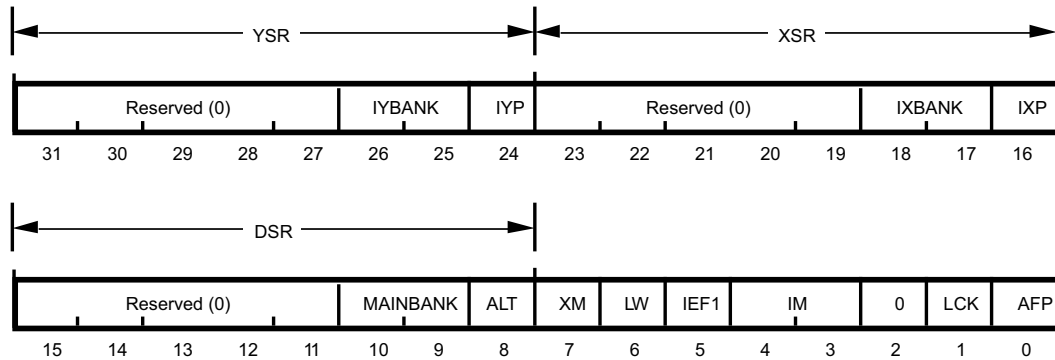 YSR XSR
Reserved (0) IYBANK IYP Reserved (0) IXBANK IXP
31 30 29 28 27 26 25 24 23 22 21 20 19 18 17 16
DSR
Reserved (0) MAINBANK ALT XM LW IEF1 IM 0 LCK AFP
15 14 13 12 11 10 9 8 7 6 5 4 3 2 1 0